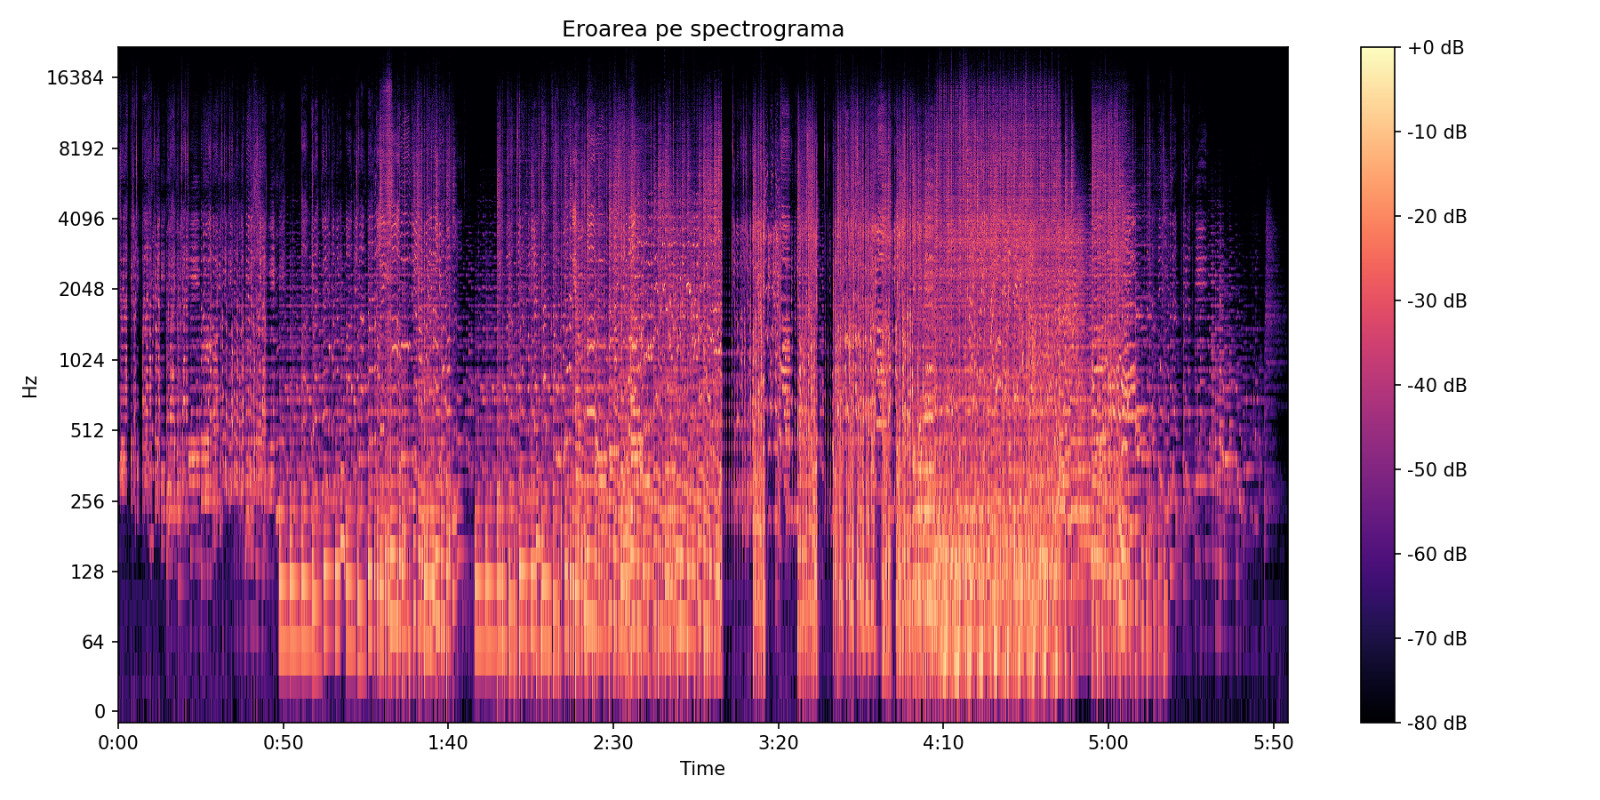 Eroarea pe spectrograma
Hz
16384
8192
4096
2048
1024
512
256
128
64
0
0:00
0:50
1:40
2:30
3:20
4:10
5:00
5:50
Time
+0 dB
-10 dB
-20 dB
-30 dB
-40 dB
-50 dB
-60 dB
-70 dB
-80 dB